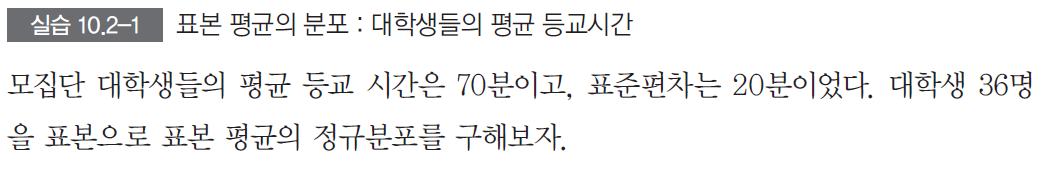 실습 10.2-1 표본 평균의 분포 : 대학생들의 평균 등교시간
모집단 대학생들의 평균 등교 시간은 70분이고, 표준편차는 20분이었다. 대학생 36명
을 표본으로 표본 평균의 정규분포를 구해보자.